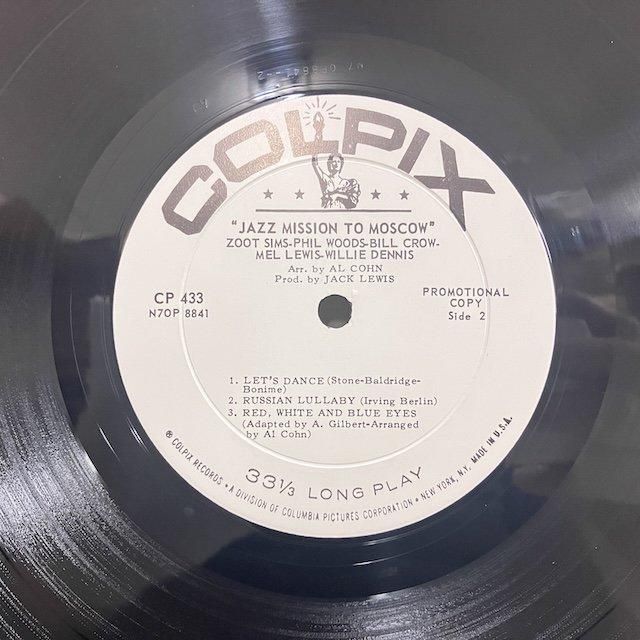 COLPIX
"JAZZ MISSION TO MOSCOW"
ZOOT SIMS-PHIL WOODS-BILL CROW-
MEL LEWIS-WILLIE DENNIS
Arr. by AL COHN
Prod. by JACK LEWIS
CP 433
N7OP 8841
PROMOTIONAL
COPY
Side 2
1. LET'S DANCE (Stone-Baldridge-
Bonime)
2. RUSSIAN LULLABY (Irving Berlin)
3. RED, WHITE AND BLUE EYES
(Adapted by A. Gilbert-Arranged
by Al Cohn)
33⅓ LONG PLAY
℗ COLPIX RECORDS • A DIVISION OF COLUMBIA PICTURES CORPORATION • NEW YORK, N.Y. MADE IN U.S.A.